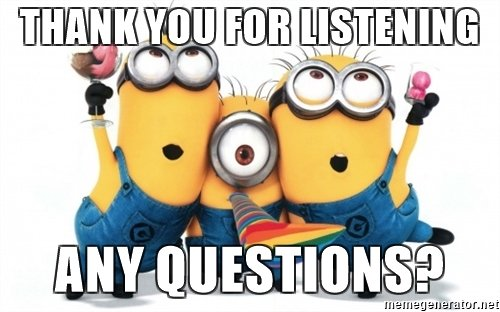 THANK YOU FOR LISTENING
ANY QUESTIONS?
memegenerator.net